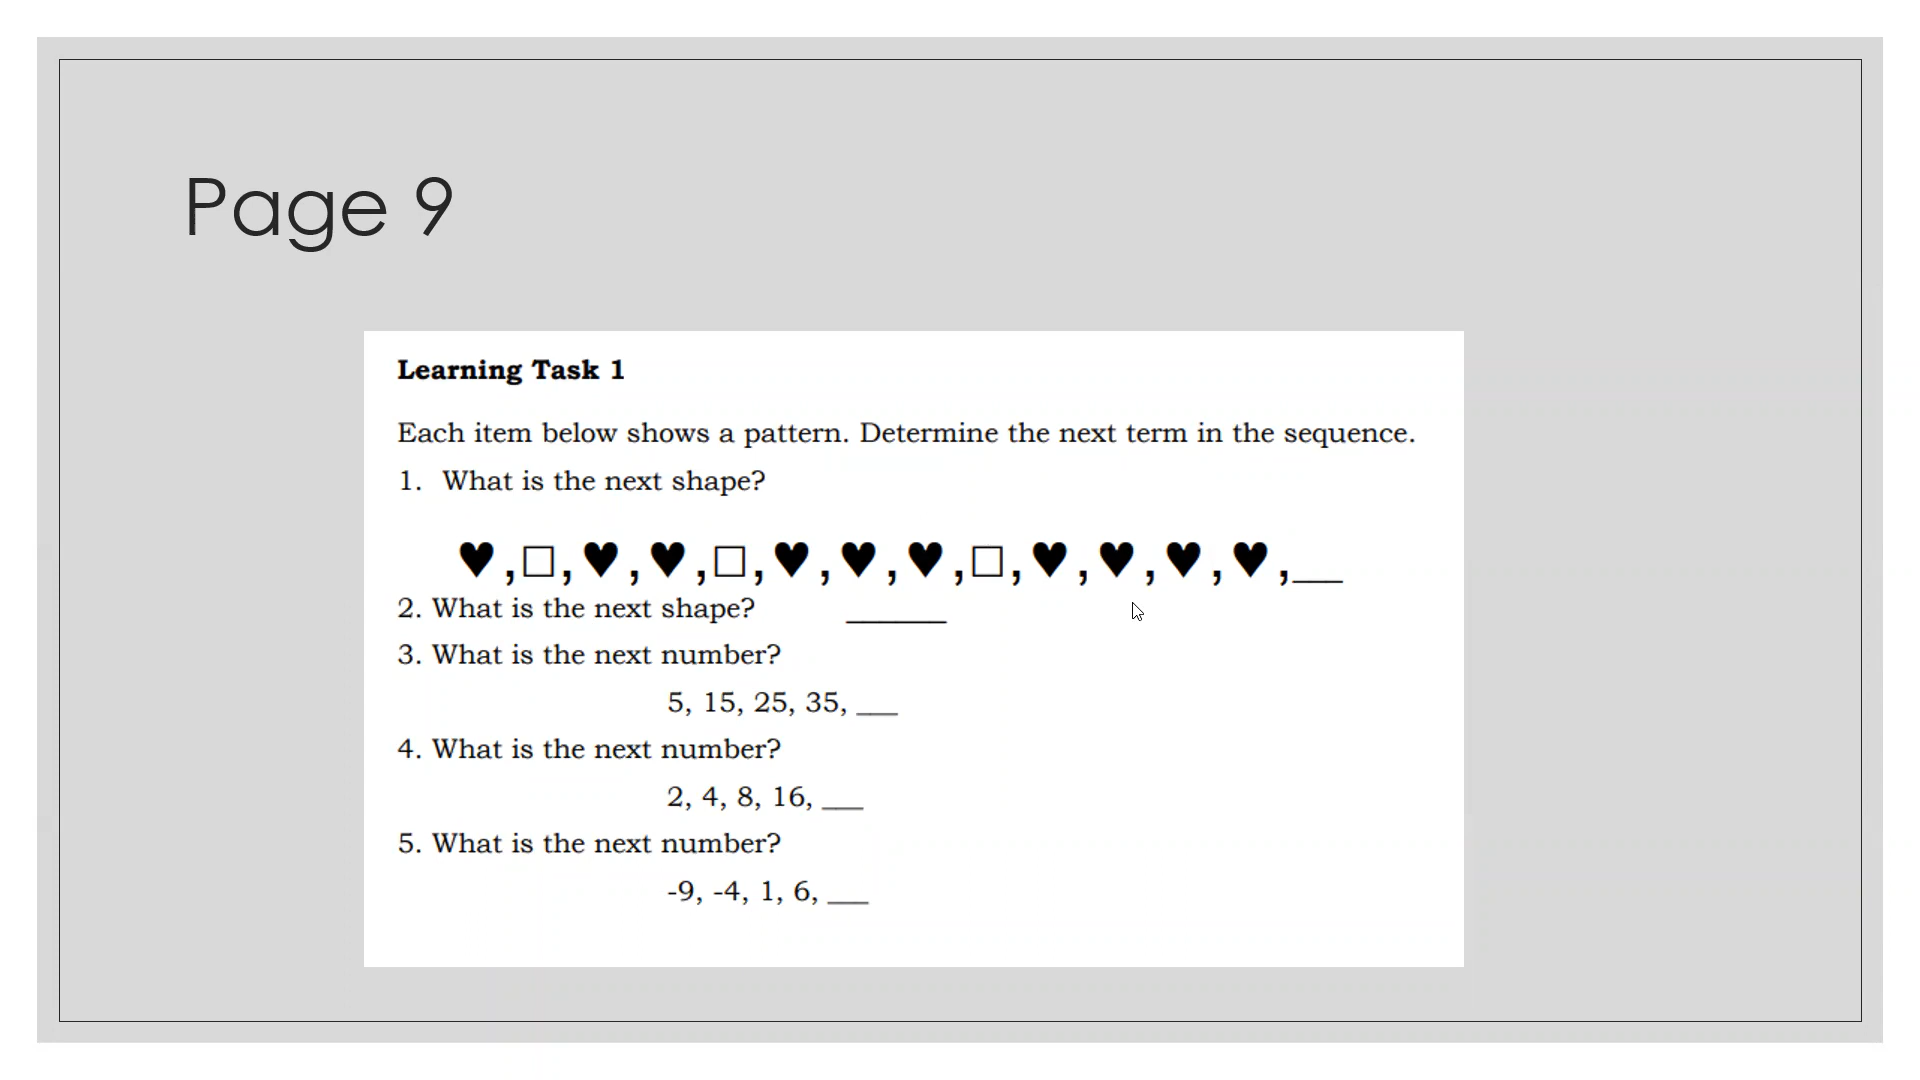 Page 9
Learning Task 1
Each item below shows a pattern. Determine the next term in the sequence.
1. What is the next shape?
♥,□,♥,♥,□,♥,♥,♥,□,♥,♥,♥,♥,___
2. What is the next shape? _______
3. What is the next number?
5, 15, 25, 35, ___
4. What is the next number?
2, 4, 8, 16, ___
5. What is the next number?
-9, -4, 1, 6, ___